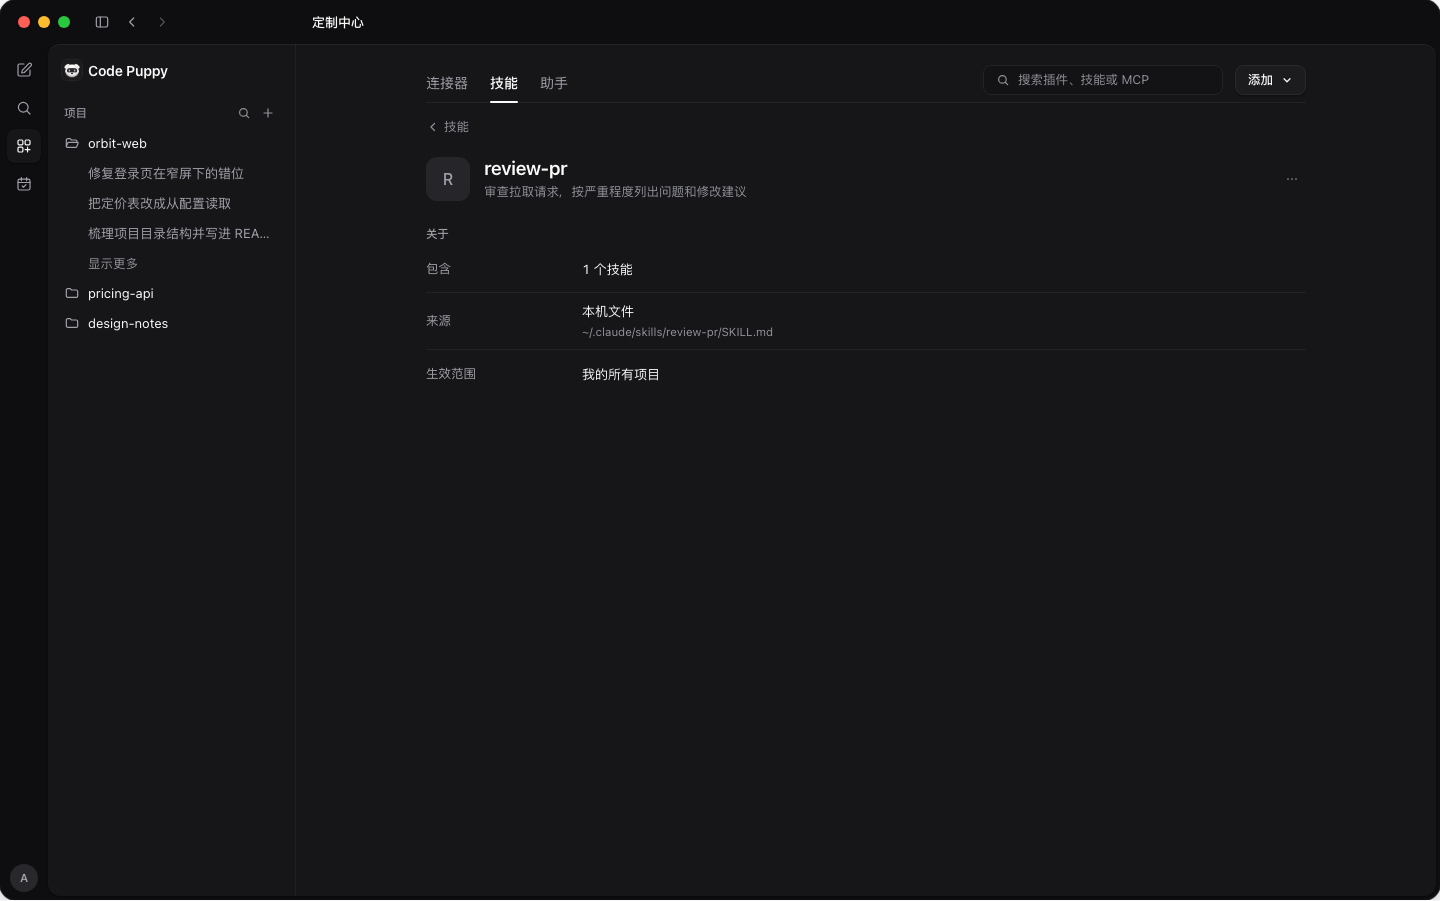 定制中心
Code Puppy
项目
orbit-web
修复登录页在窄屏下的错位
把定价表改成从配置读取
梳理项目目录结构并写进 REA...
显示更多
pricing-api
design-notes
A
连接器 技能 助手
搜索插件、技能或 MCP
添加
技能
R
review-pr
审查拉取请求，按严重程度列出问题和修改建议
关于
包含 1 个技能
来源 本机文件
~/.claude/skills/review-pr/SKILL.md
生效范围 我的所有项目